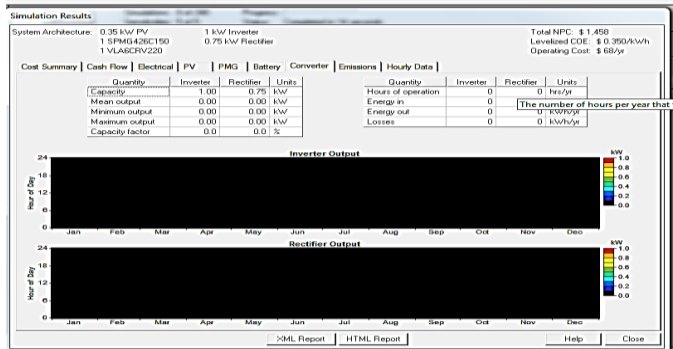 Simulation Results
System Architecture: 0.35 kW PV 1 kW Inverter Total NPC: $ 1,458
1 SPMG426C150 0.75 kW Rectifier Levelized COE: $ 0.350/kWh
1 VLA6CRV220 Operating Cost: $ 68/yr
Cost Summary Cash Flow Electrical PV PMG Battery Converter Emissions Hourly Data
Quantity Inverter Rectifier Units Quantity Inverter Rectifier Units
Capacity 1.00 0.75 kW Hours of operation 0 0 hrs/yr
Mean output 0.00 0.00 kW Energy in 0 The number of hours per year that
Minimum output 0.00 0.00 kW Energy out 0 0 kWh/yr
Maximum output 0.00 0.00 kW Losses 0 0 kWh/yr
Capacity factor 0.0 0.0 %
Inverter Output
kW
24
18
12
6
0
Hour of Day
1.0
0.8
0.6
0.4
0.2
0.0
Jan Feb Mar Apr May Jun Jul Aug Sep Oct Nov Dec
Rectifier Output
kW
24
18
12
6
0
Hour of Day
1.0
0.8
0.6
0.4
0.2
0.0
Jan Feb Mar Apr May Jun Jul Aug Sep Oct Nov Dec
XML Report HTML Report Help Close